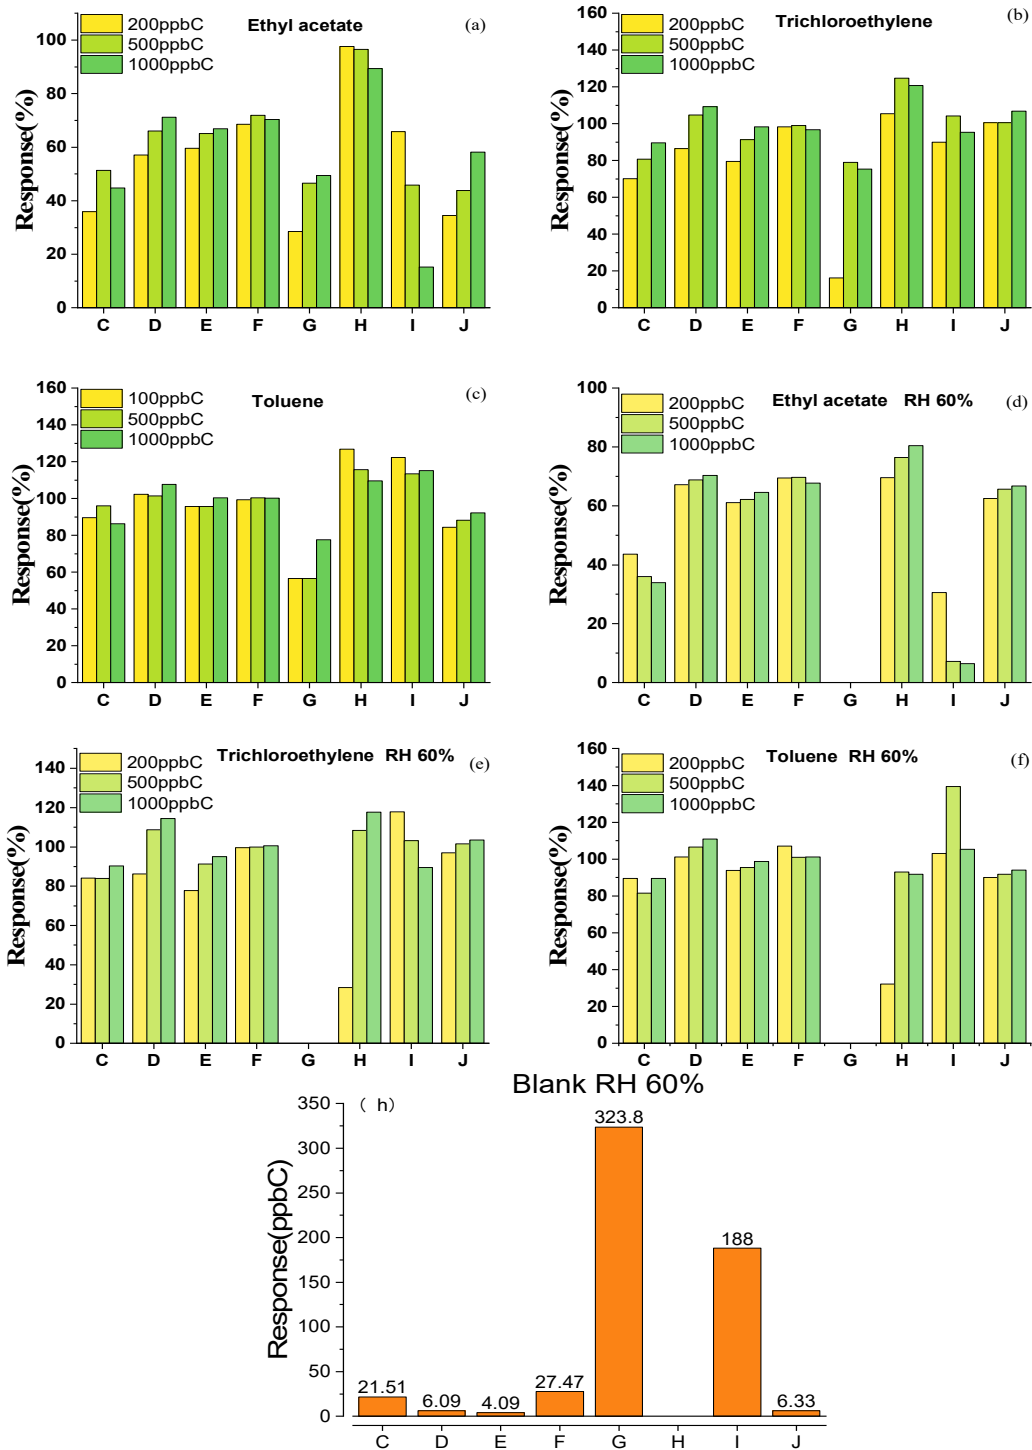 200ppbC
500ppbC
1000ppbC
Ethyl acetate
(a)
Response(%)
100
80
60
40
20
0
C D E F G H I J
200ppbC
500ppbC
1000ppbC
Trichloroethylene
(b)
Response(%)
160
140
120
100
80
60
40
20
0
C D E F G H I J
100ppbC
500ppbC
1000ppbC
Toluene
(c)
Response(%)
160
140
120
100
80
60
40
20
0
C D E F G H I J
200ppbC
500ppbC
1000ppbC
Ethyl acetate RH 60%
(d)
Response(%)
100
80
60
40
20
0
C D E F G H I J
200ppbC
500ppbC
1000ppbC
Trichloroethylene RH 60%
(e)
Response(%)
140
120
100
80
60
40
20
0
C D E F G H I J
200ppbC
500ppbC
1000ppbC
Toluene RH 60%
(f)
Response(%)
160
140
120
100
80
60
40
20
0
C D E F G H I J
Blank RH 60%
( h)
Response(ppbC)
350
300
250
200
150
100
50
0
21.51
6.09
4.09
27.47
323.8
188
6.33
C D E F G H I J